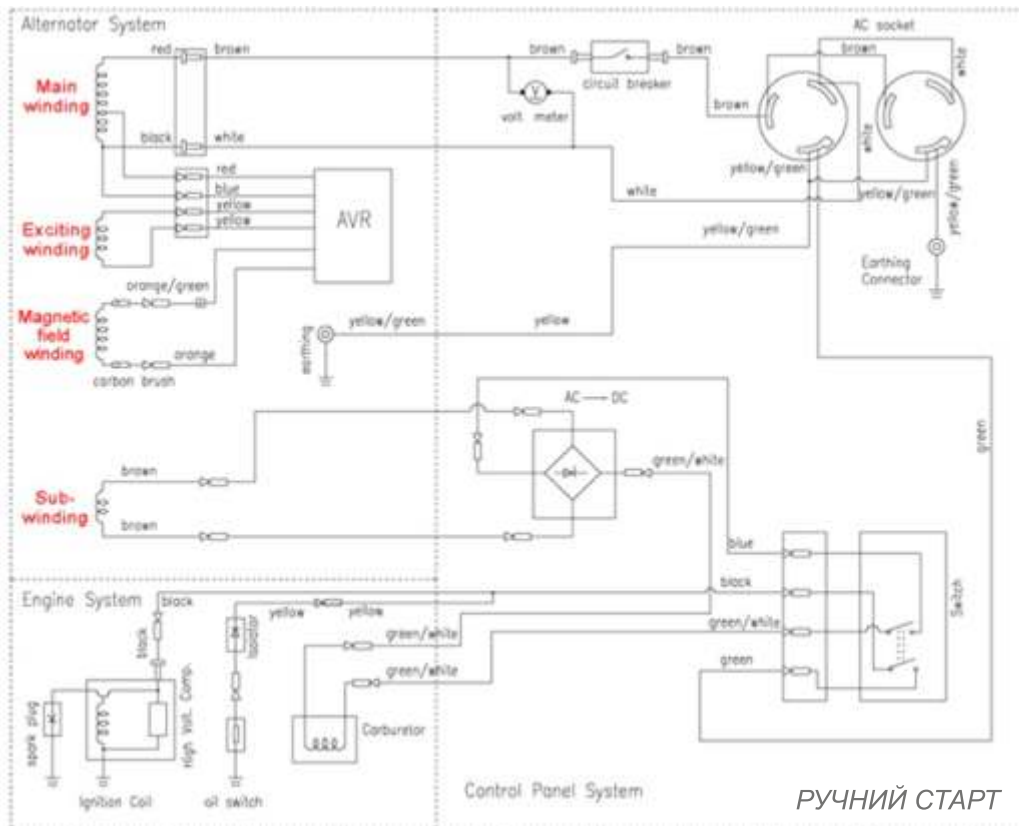 Alternator System
AC socket
red
brown
brown
brown
brown
white
Main
winding
circuit breaker
V
volt meter
brown
black
white
white
red
blue
yellow
yellow
AVR
yellow/green
white
yellow/green
yellow/green
Exciting
winding
yellow/green
Earthing
Connector
orange/green
Magnetic
field
winding
orange
carbon brush
earthing
yellow/green
yellow
AC — DC
green
green/white
brown
Sub-
winding
brown
blue
black
green/white
green
Switch
Engine System
black
black
yellow
yellow
Isolator
green/white
green/white
spark plug
High Volt. Comp.
Carburetor
Ignition Coil
oil switch
Control Panel System
РУЧНИЙ СТАРТ